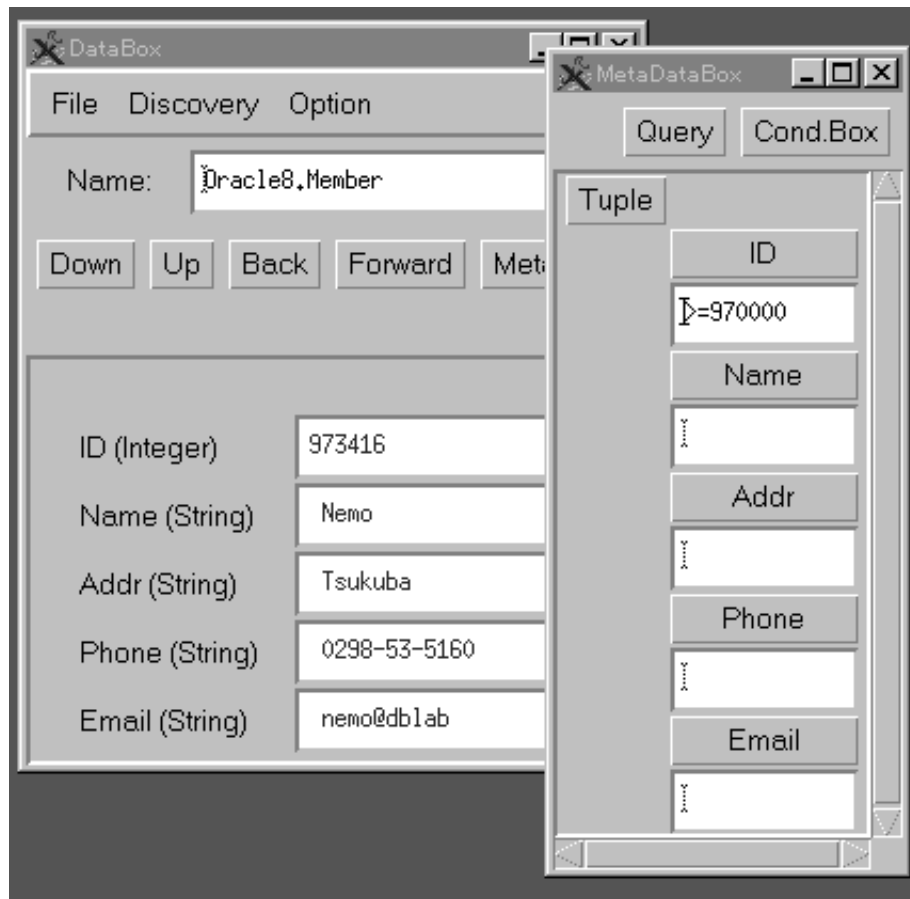 DataBox
File Discovery Option
Name: Oracle8.Member
Down Up Back Forward Met
ID (Integer) 973416
Name (String) Nemo
Addr (String) Tsukuba
Phone (String) 0298-53-5160
Email (String) nemo@dblab
MetaDataBox
Query Cond.Box
Tuple
ID
>=970000
Name
Addr
Phone
Email